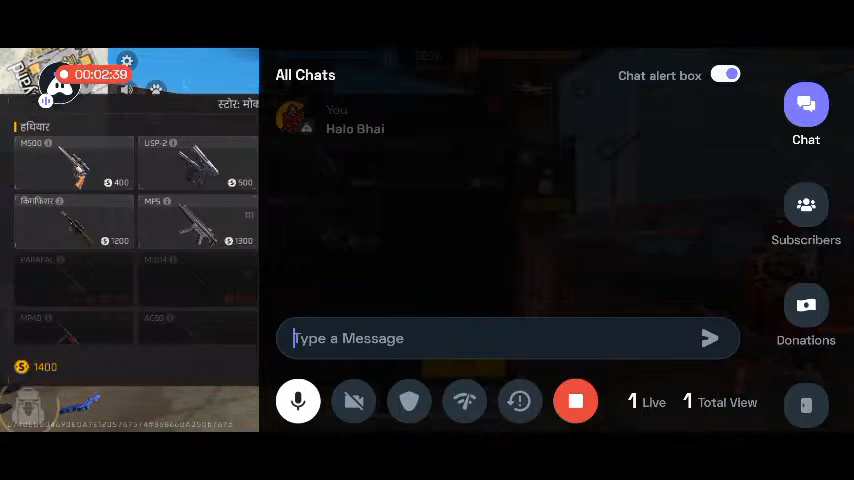 00:02:39
All Chats
Chat alert box
स्टोर: मोक
You
Halo Bhai
Chat
हथियार
M500
400
USP-2
500
किंगफिशर
1200
MP5
1300
PARAFAL
M1014
MP40
AC80
1400
Subscribers
Donations
Type a Message
1 Live
1 Total View